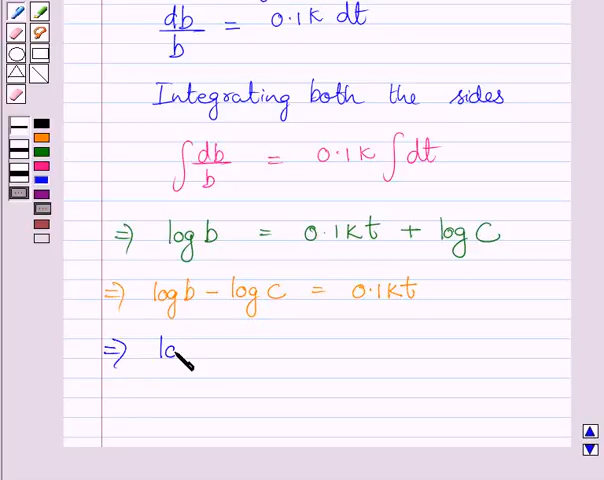 db/b = 0.1k dt
Integrating both the sides
∫ db/b = 0.1k ∫ dt
⇒ log b = 0.1kt + log C
⇒ log b − log C = 0.1kt
⇒ lo